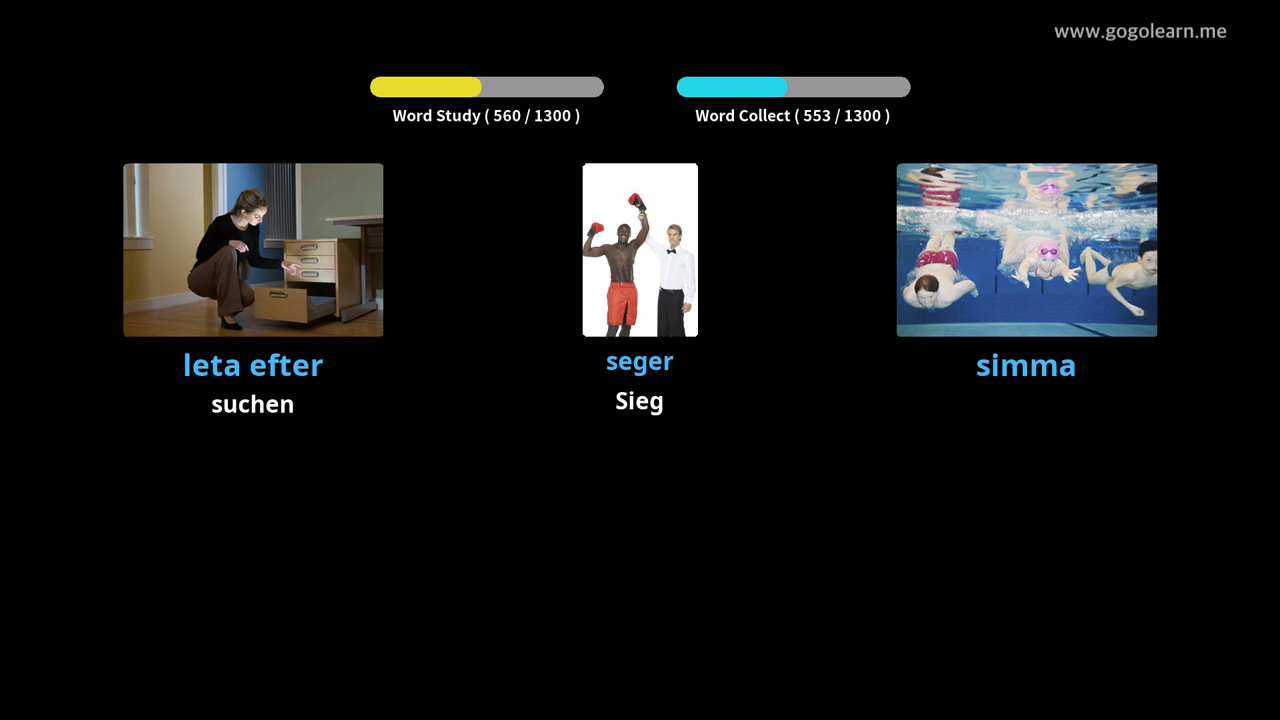 www.gogolearn.me
Word Study ( 560 / 1300 )
Word Collect ( 553 / 1300 )
leta efter
suchen
seger
Sieg
simma